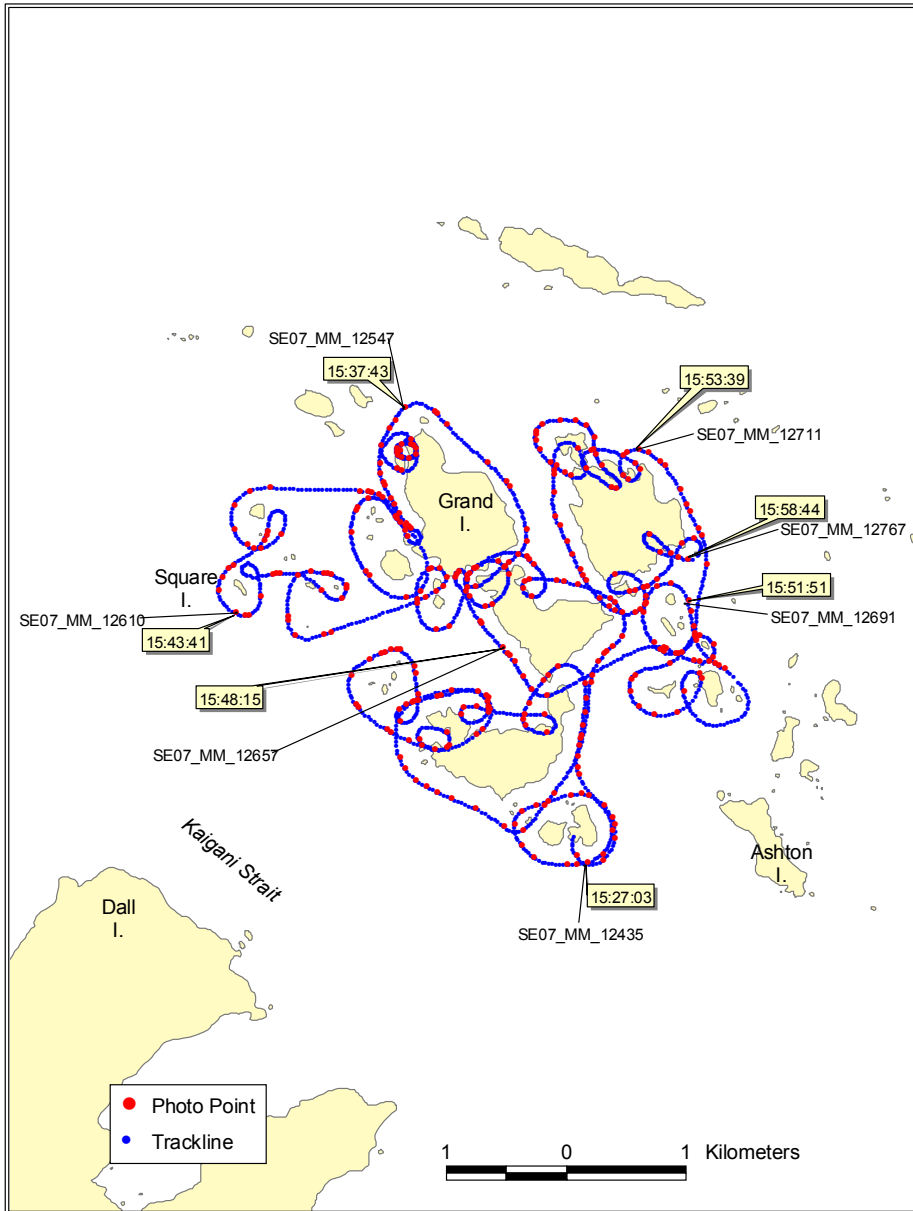 SE07_MM_12547
15:37:43
15:53:39
SE07_MM_12711
Grand
I.
15:58:44
SE07_MM_12767
Square
I.
15:51:51
SE07_MM_12610
SE07_MM_12691
15:43:41
15:48:15
SE07_MM_12657
Kaigani Strait
Ashton
I.
Dall
I.
15:27:03
SE07_MM_12435
Photo Point
Trackline
1 0 1 Kilometers